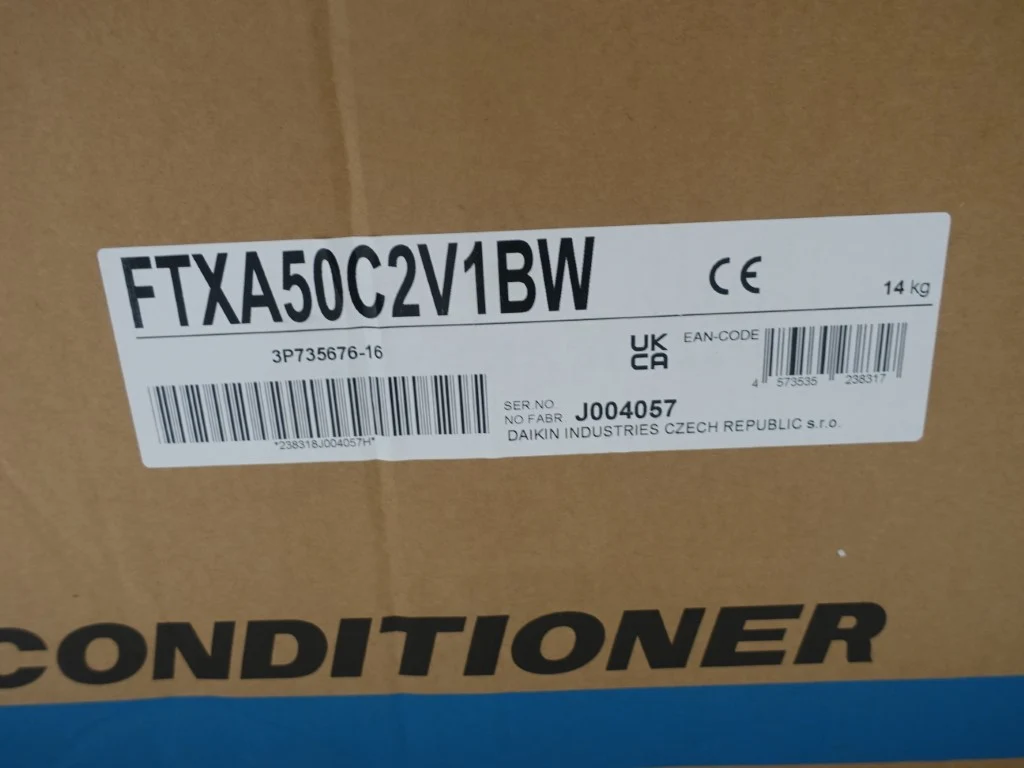 FTXA50C2V1BW
CE
14 kg
3P735676-16
UK
CA
EAN-CODE
4 573535 238317
*238318J004057H*
SER.NO.
NO FABR. J004057
DAIKIN INDUSTRIES CZECH REPUBLIC s.r.o.
CONDITIONER